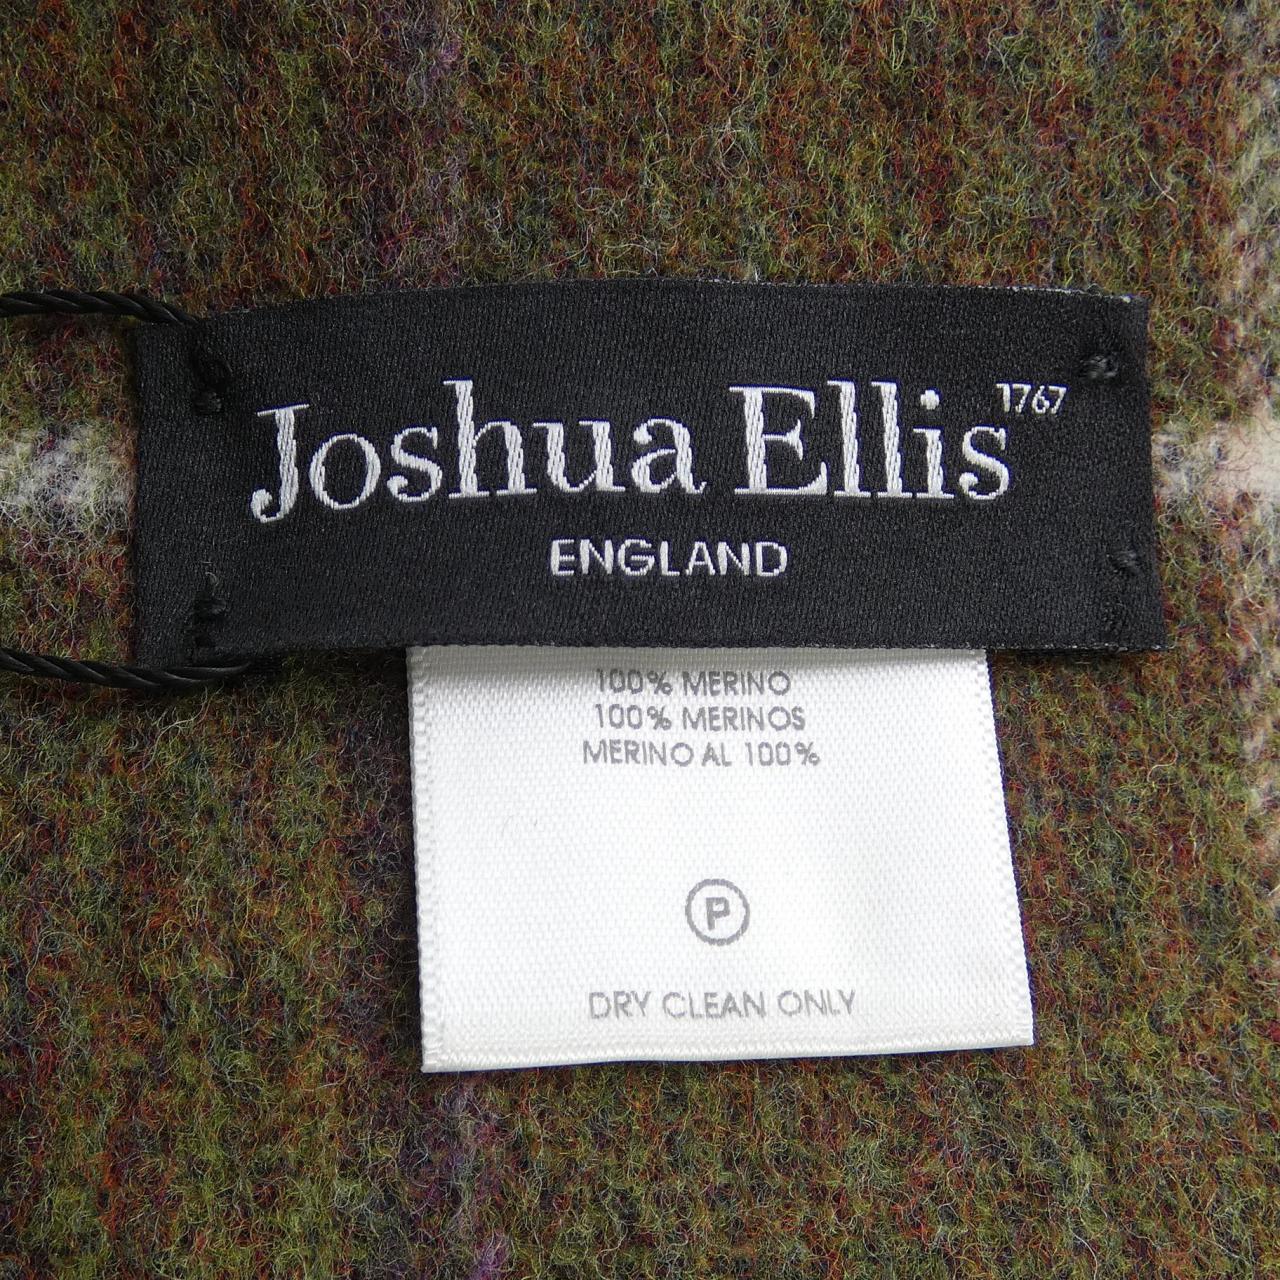 Joshua Ellis 1767
ENGLAND
100% MERINO
100% MERINOS
MERINO AL 100%
P
DRY CLEAN ONLY